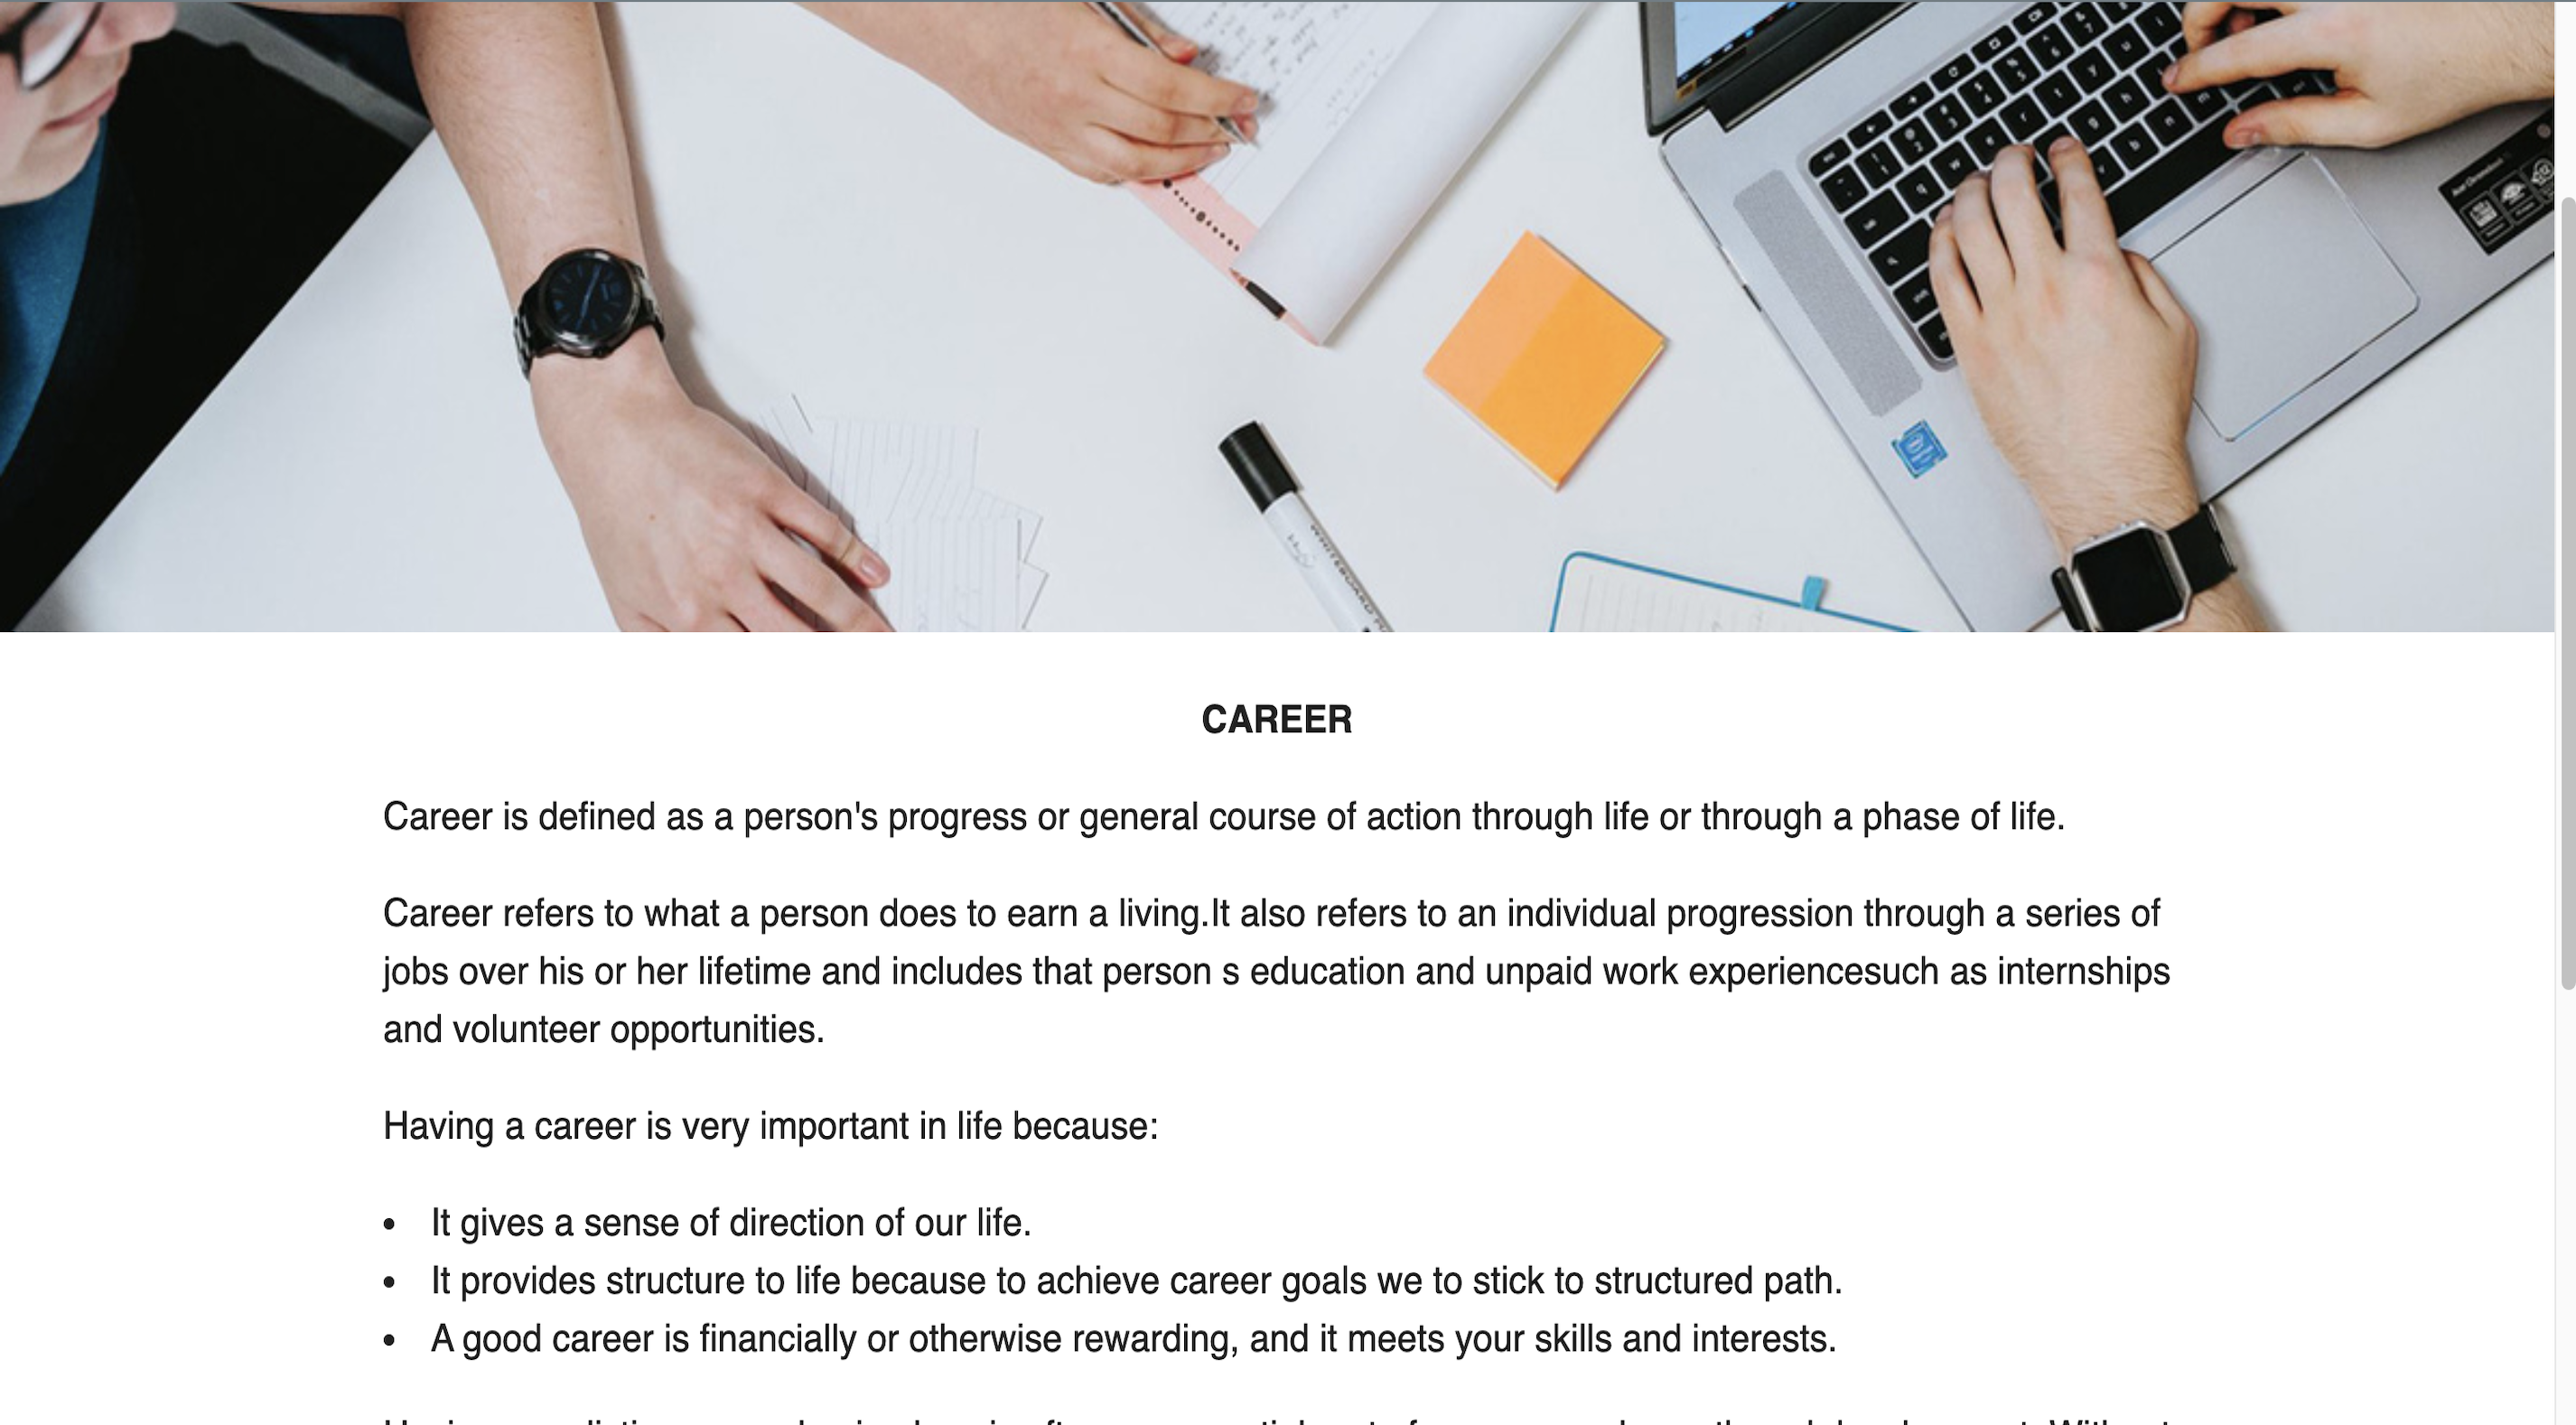 WHITEBOARD
CAREER
Career is defined as a person's progress or general course of action through life or through a phase of life.
Career refers to what a person does to earn a living.It also refers to an individual progression through a series of
jobs over his or her lifetime and includes that person s education and unpaid work experiencesuch as internships
and volunteer opportunities.
Having a career is very important in life because:
• It gives a sense of direction of our life.
• It provides structure to life because to achieve career goals we to stick to structured path.
• A good career is financially or otherwise rewarding, and it meets your skills and interests.